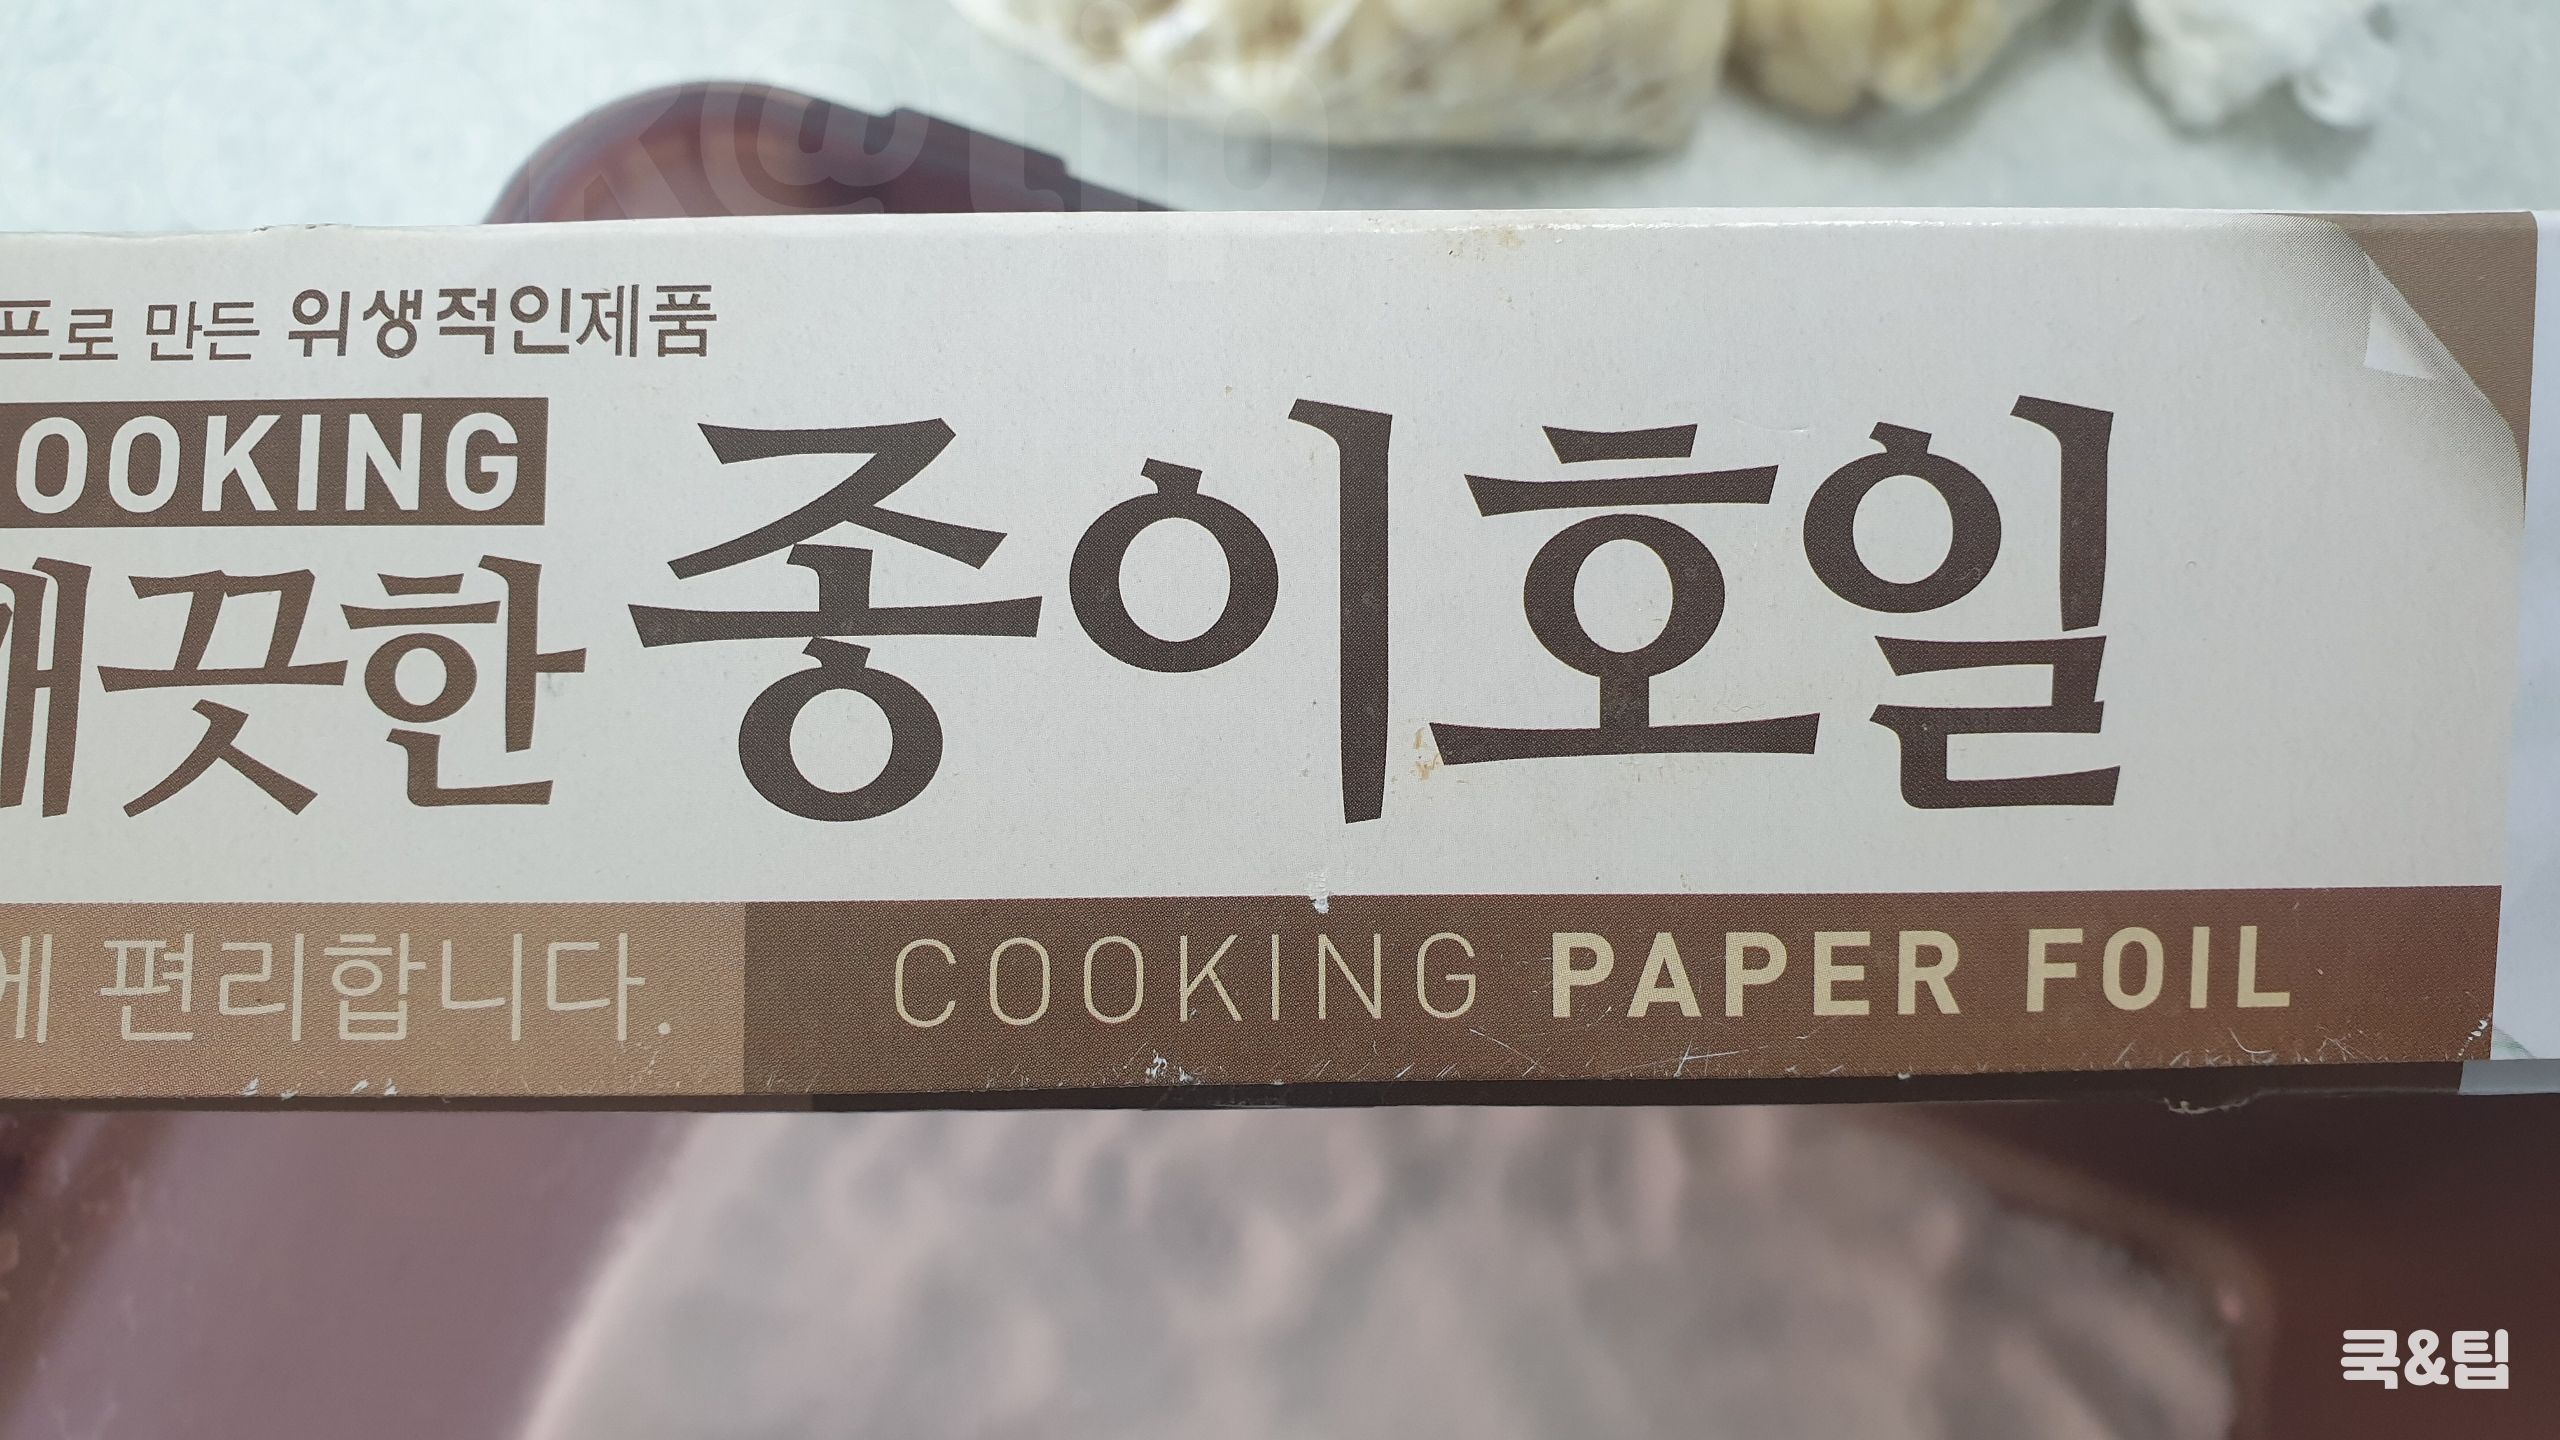 프로 만든 위생적인제품
OOKING
깨끗한 종이호일
에 편리합니다.
COOKING PAPER FOIL
쿡&팁